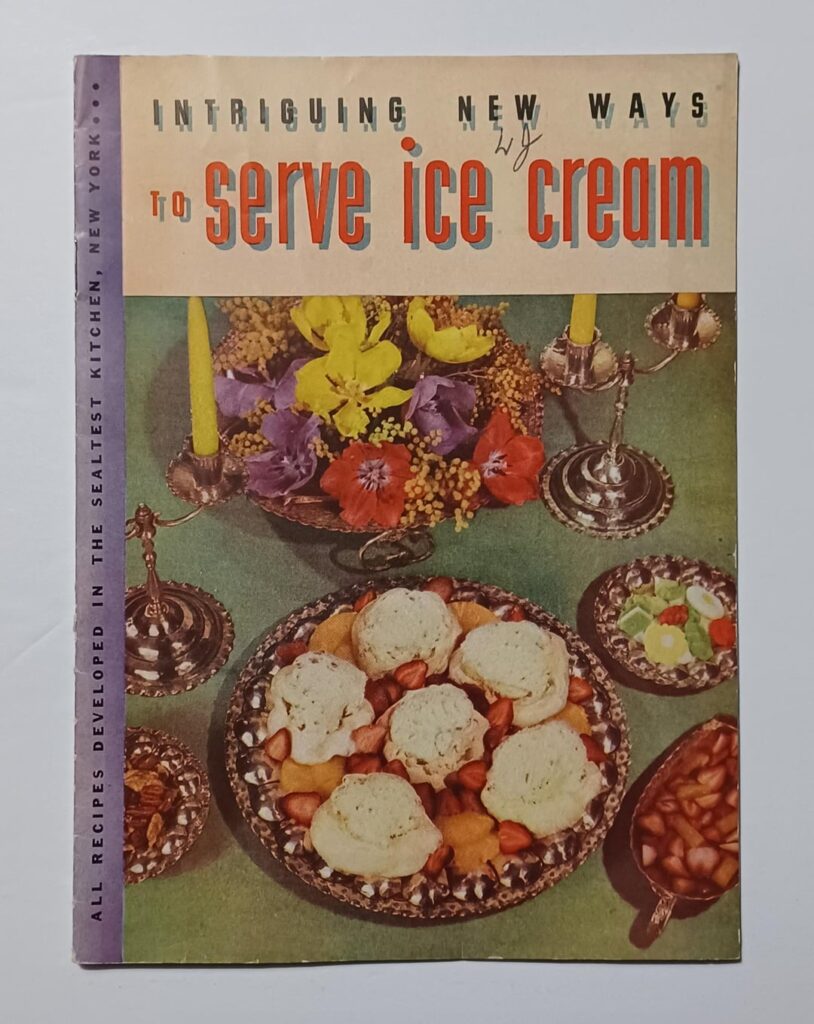 INTRIGUING NEW WAYS
TO serve ice cream
ALL RECIPES DEVELOPED IN THE SEALTEST KITCHEN, NEW YORK...